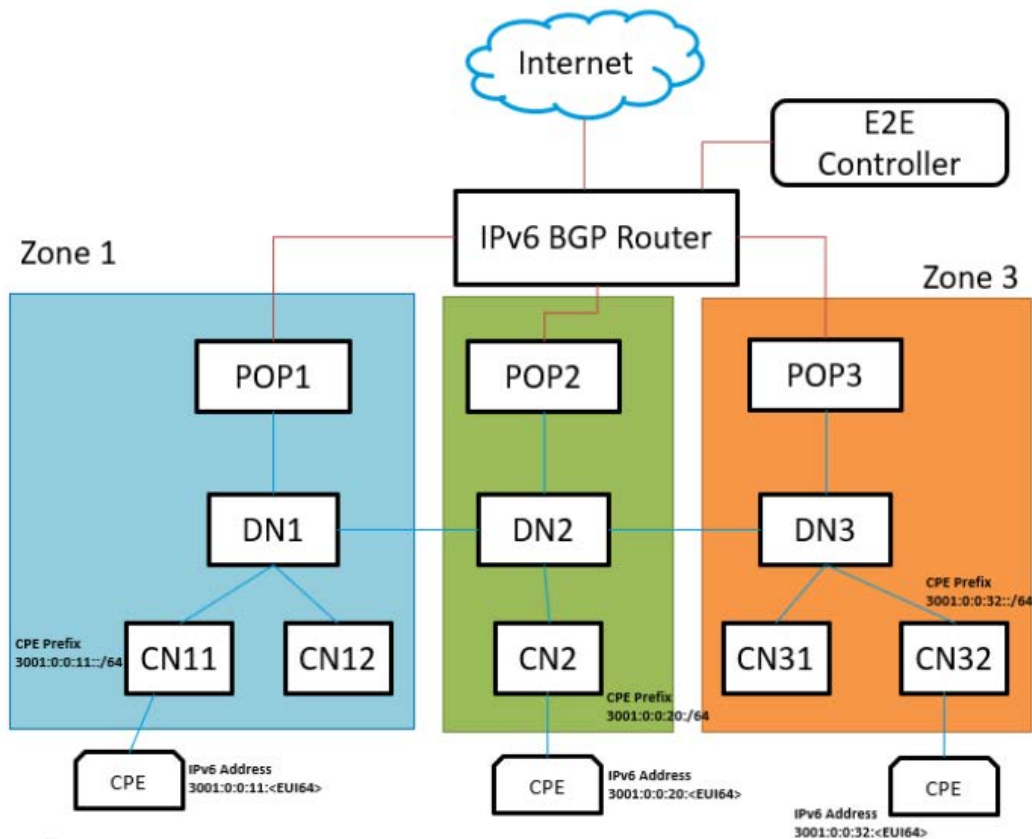 Internet
E2E
Controller
IPv6 BGP Router
Zone 1
Zone 3
POP1
POP2
POP3
DN1
DN2
DN3
CPE Prefix
3001:0:0:32::/64
CPE Prefix
3001:0:0:11::/64
CN11
CN12
CN2
CN31
CN32
CPE Prefix
3001:0:0:20:/64
CPE
IPv6 Address
3001:0:0:11:<EUI64>
CPE
IPv6 Address
3001:0:0:20:<EUI64>
CPE
IPv6 Address
3001:0:0:32:<EUI64>